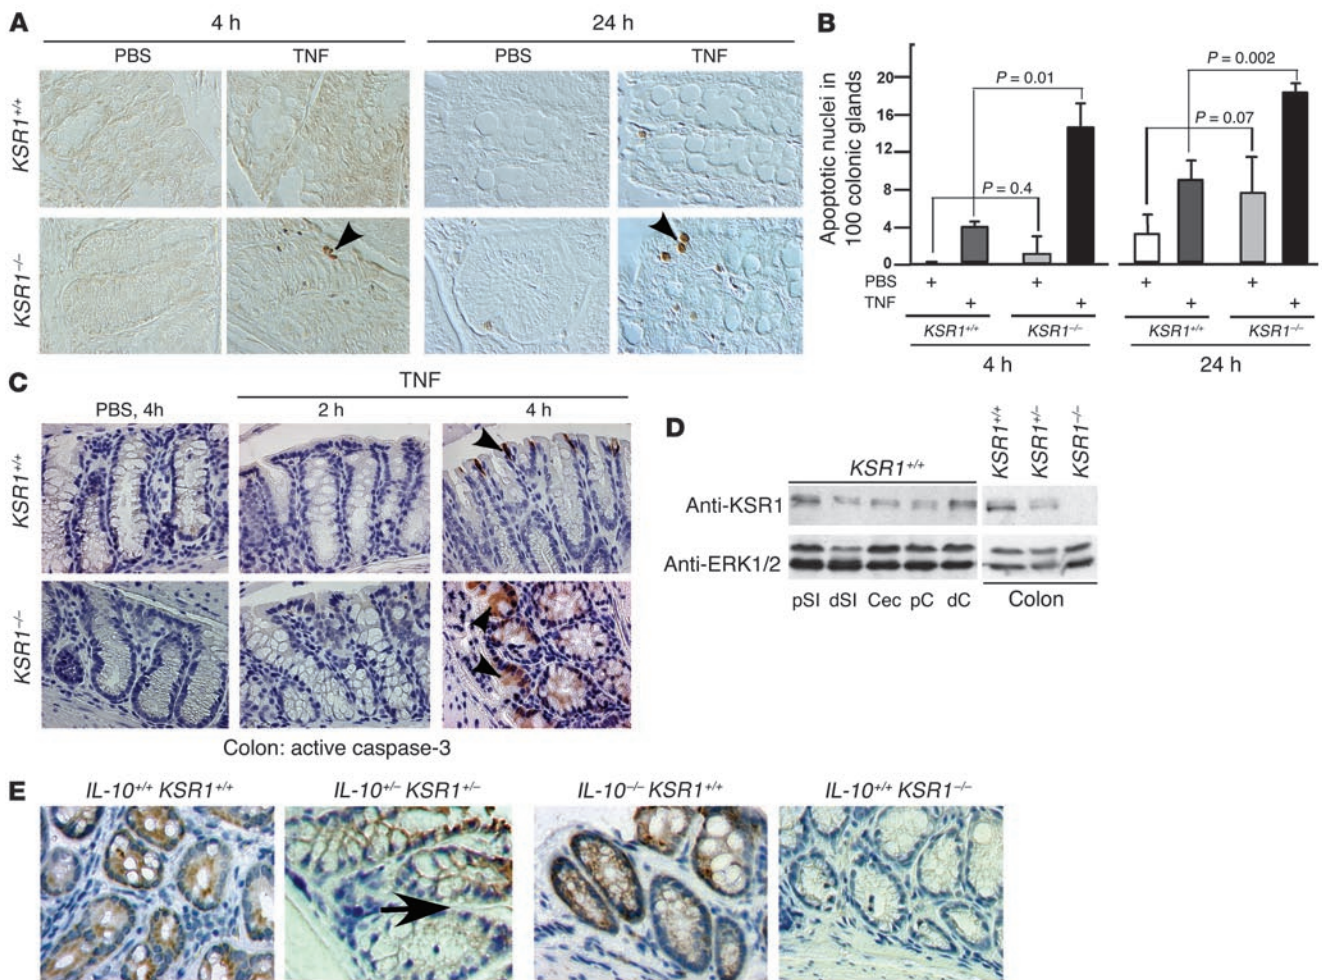 A
4 h
24 h
PBS
TNF
PBS
TNF
KSR1+/+
KSR1–/–
B
Apoptotic nuclei in
100 colonic glands
20
16
12
8
4
0
P = 0.4
P = 0.01
P = 0.07
P = 0.002
PBS + + + +
TNF + + + +
KSR1+/+ KSR1–/– KSR1+/+ KSR1–/–
4 h 24 h
C
TNF
PBS, 4h
2 h
4 h
KSR1+/+
KSR1–/–
Colon: active caspase-3
D
KSR1+/+
KSR1+/+ KSR1+/– KSR1–/–
Anti-KSR1
Anti-ERK1/2
pSI dSI Cec pC dC
Colon
E
IL-10+/+ KSR1+/+
IL-10+/– KSR1+/–
IL-10–/– KSR1+/+
IL-10+/+ KSR1–/–